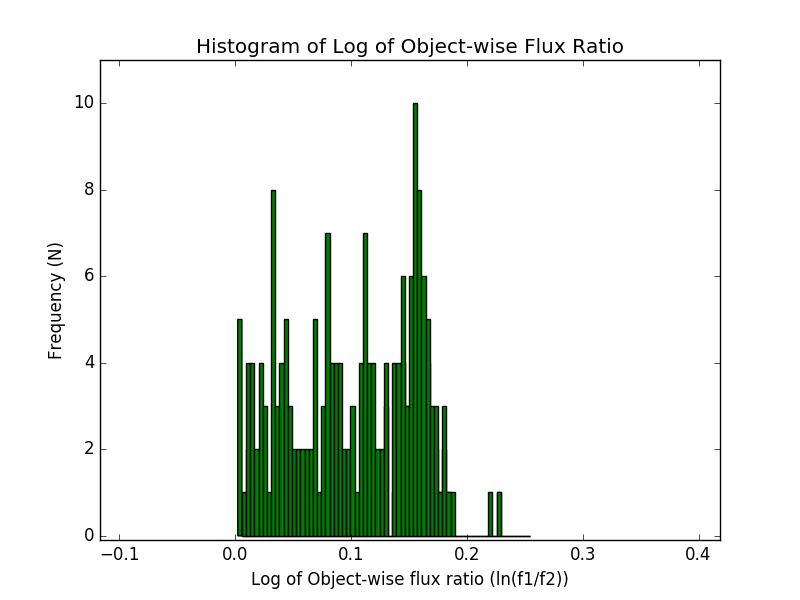 Histogram of Log of Object-wise Flux Ratio
Frequency (N)
10
8
6
4
2
0
−0.1 0.0 0.1 0.2 0.3 0.4
Log of Object-wise flux ratio (ln(f1/f2))